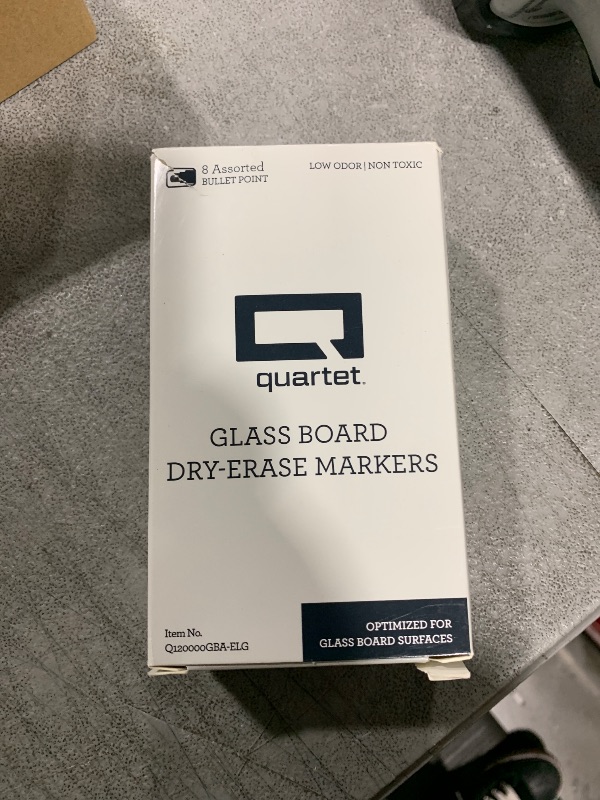 8 Assorted
BULLET POINT
LOW ODOR | NON TOXIC
quartet.
GLASS BOARD
DRY-ERASE MARKERS
Item No.
Q120000GBA-ELG
OPTIMIZED FOR
GLASS BOARD SURFACES